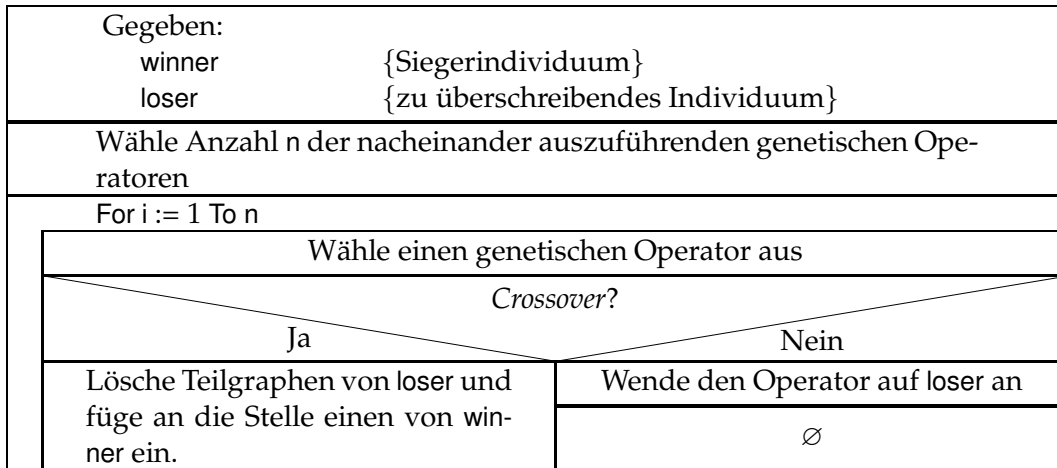 Gegeben:
winner {Siegerindividuum}
loser {zu überschreibendes Individuum}
Wähle Anzahl n der nacheinander auszuführenden genetischen Ope-
ratoren
For i := 1 To n
Wähle einen genetischen Operator aus
Crossover?
Ja Nein
Lösche Teilgraphen von loser und
füge an die Stelle einen von win-
ner ein.
Wende den Operator auf loser an
∅